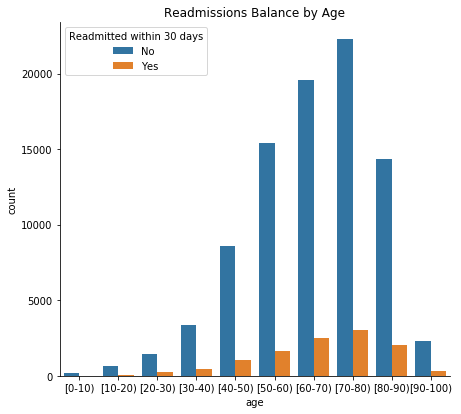 Readmissions Balance by Age
Readmitted within 30 days
No
Yes
count
20000
15000
10000
5000
0
[0-10) [10-20) [20-30) [30-40) [40-50) [50-60) [60-70) [70-80) [80-90) [90-100)
age